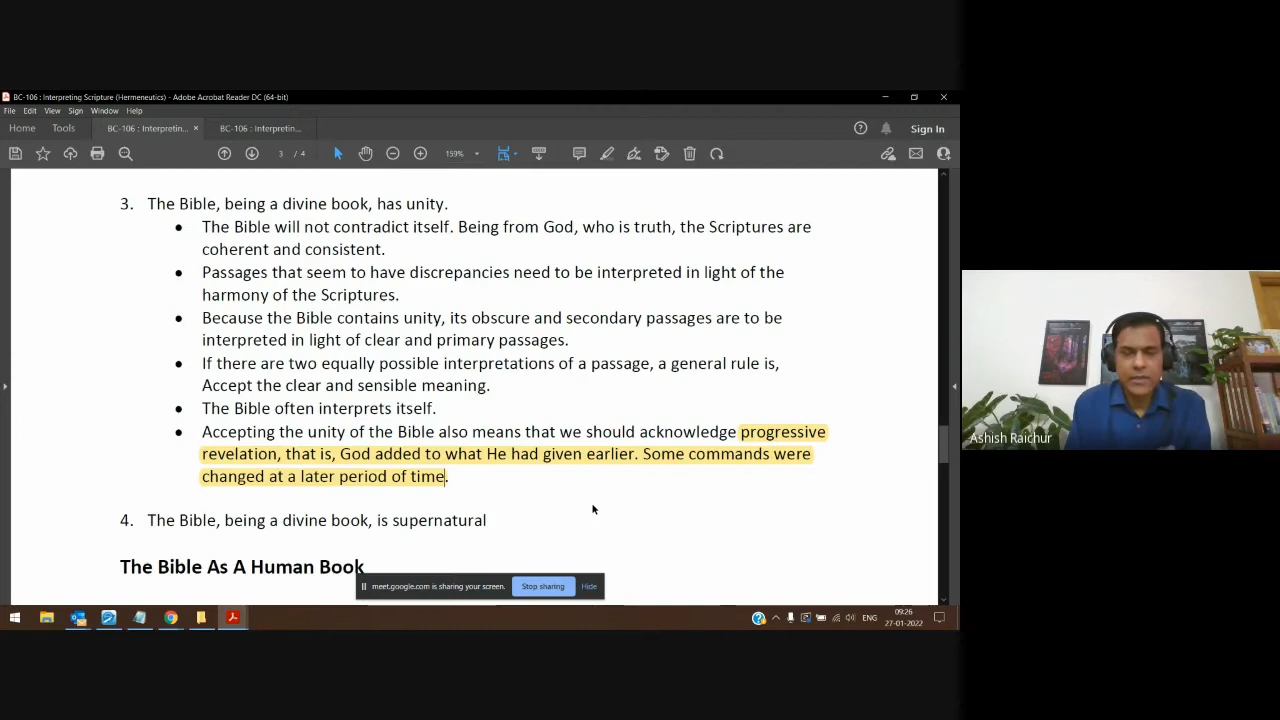 BC-106 : Interpreting Scripture (Hermeneutics) - Adobe Acrobat Reader DC (64-bit)
File Edit View Sign Window Help
Home Tools BC-106 : Interpretin... × BC-106 : Interpretin... Sign In
3 / 4 159%
3. The Bible, being a divine book, has unity.
• The Bible will not contradict itself. Being from God, who is truth, the Scriptures are
coherent and consistent.
• Passages that seem to have discrepancies need to be interpreted in light of the
harmony of the Scriptures.
• Because the Bible contains unity, its obscure and secondary passages are to be
interpreted in light of clear and primary passages.
• If there are two equally possible interpretations of a passage, a general rule is,
Accept the clear and sensible meaning.
• The Bible often interprets itself.
• Accepting the unity of the Bible also means that we should acknowledge progressive
revelation, that is, God added to what He had given earlier. Some commands were
changed at a later period of time.
4. The Bible, being a divine book, is supernatural
The Bible As A Human Book
meet.google.com is sharing your screen. Stop sharing Hide
ENG
09:26
27-01-2022
Ashish Raichur